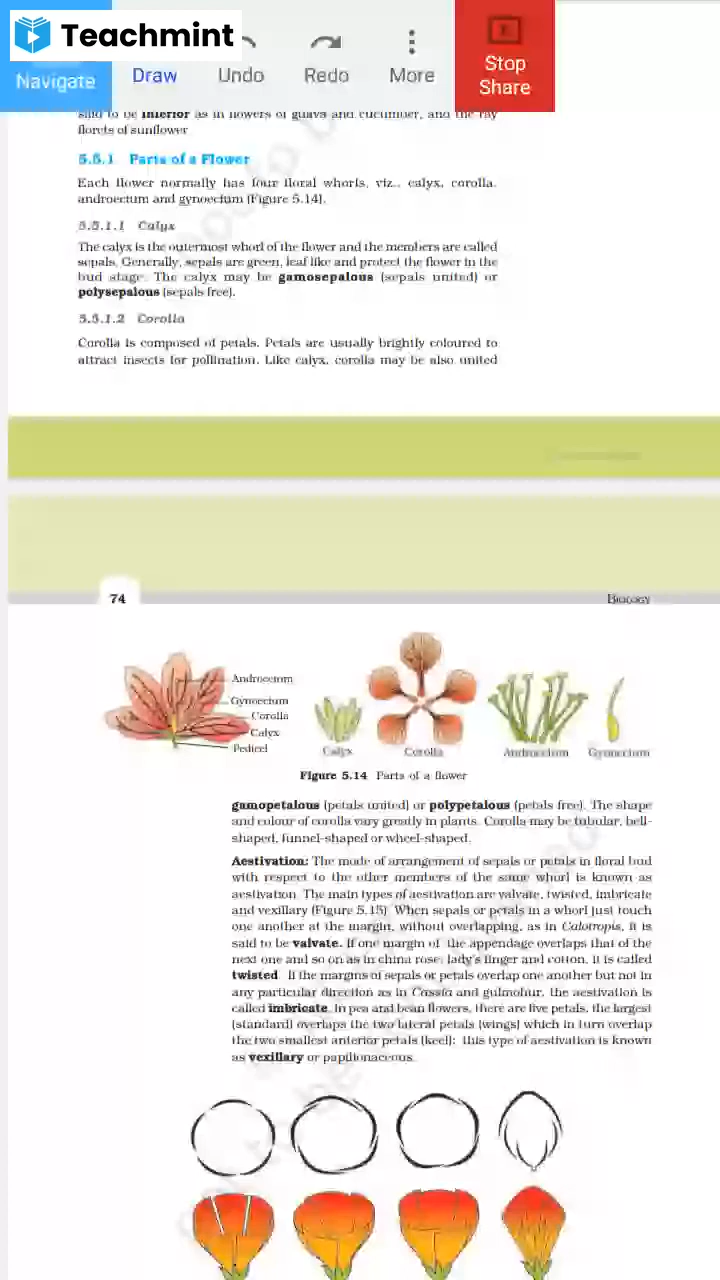 Teachmint
Navigate
Draw
Undo
Redo
More
Stop
Share
said to be inferior as in flowers of guava and cucumber, and the ray
florets of sunflower
5.5.1 Parts of a Flower
Each flower normally has four floral whorls, viz., calyx, corolla,
androecium and gynoecium (Figure 5.14).
5.5.1.1 Calyx
The calyx is the outermost whorl of the flower and the members are called
sepals. Generally, sepals are green, leaf like and protect the flower in the
bud stage. The calyx may be gamosepalous (sepals united) or
polysepalous (sepals free).
5.5.1.2 Corolla
Corolla is composed of petals. Petals are usually brightly coloured to
attract insects for pollination. Like calyx, corolla may be also united
74
Biology
Androecium
Gynoecium
Corolla
Calyx
Pedicel
Calyx
Corolla
Androecium
Gynoecium
Figure 5.14 Parts of a flower
gamopetalous (petals united) or polypetalous (petals free). The shape
and colour of corolla vary greatly in plants. Corolla may be tubular, bell-
shaped, funnel-shaped or wheel-shaped.
Aestivation: The mode of arrangement of sepals or petals in floral bud
with respect to the other members of the same whorl is known as
aestivation. The main types of aestivation are valvate, twisted, imbricate
and vexillary (Figure 5.15). When sepals or petals in a whorl just touch
one another at the margin, without overlapping, as in Calotropis, it is
said to be valvate. If one margin of the appendage overlaps that of the
next one and so on as in china rose, lady's finger and cotton, it is called
twisted. If the margins of sepals or petals overlap one another but not in
any particular direction as in Cassia and gulmohur, the aestivation is
called imbricate. In pea and bean flowers, there are five petals, the largest
(standard) overlaps the two lateral petals (wings) which in turn overlap
the two smallest anterior petals (keel); this type of aestivation is known
as vexillary or papilionaceous.